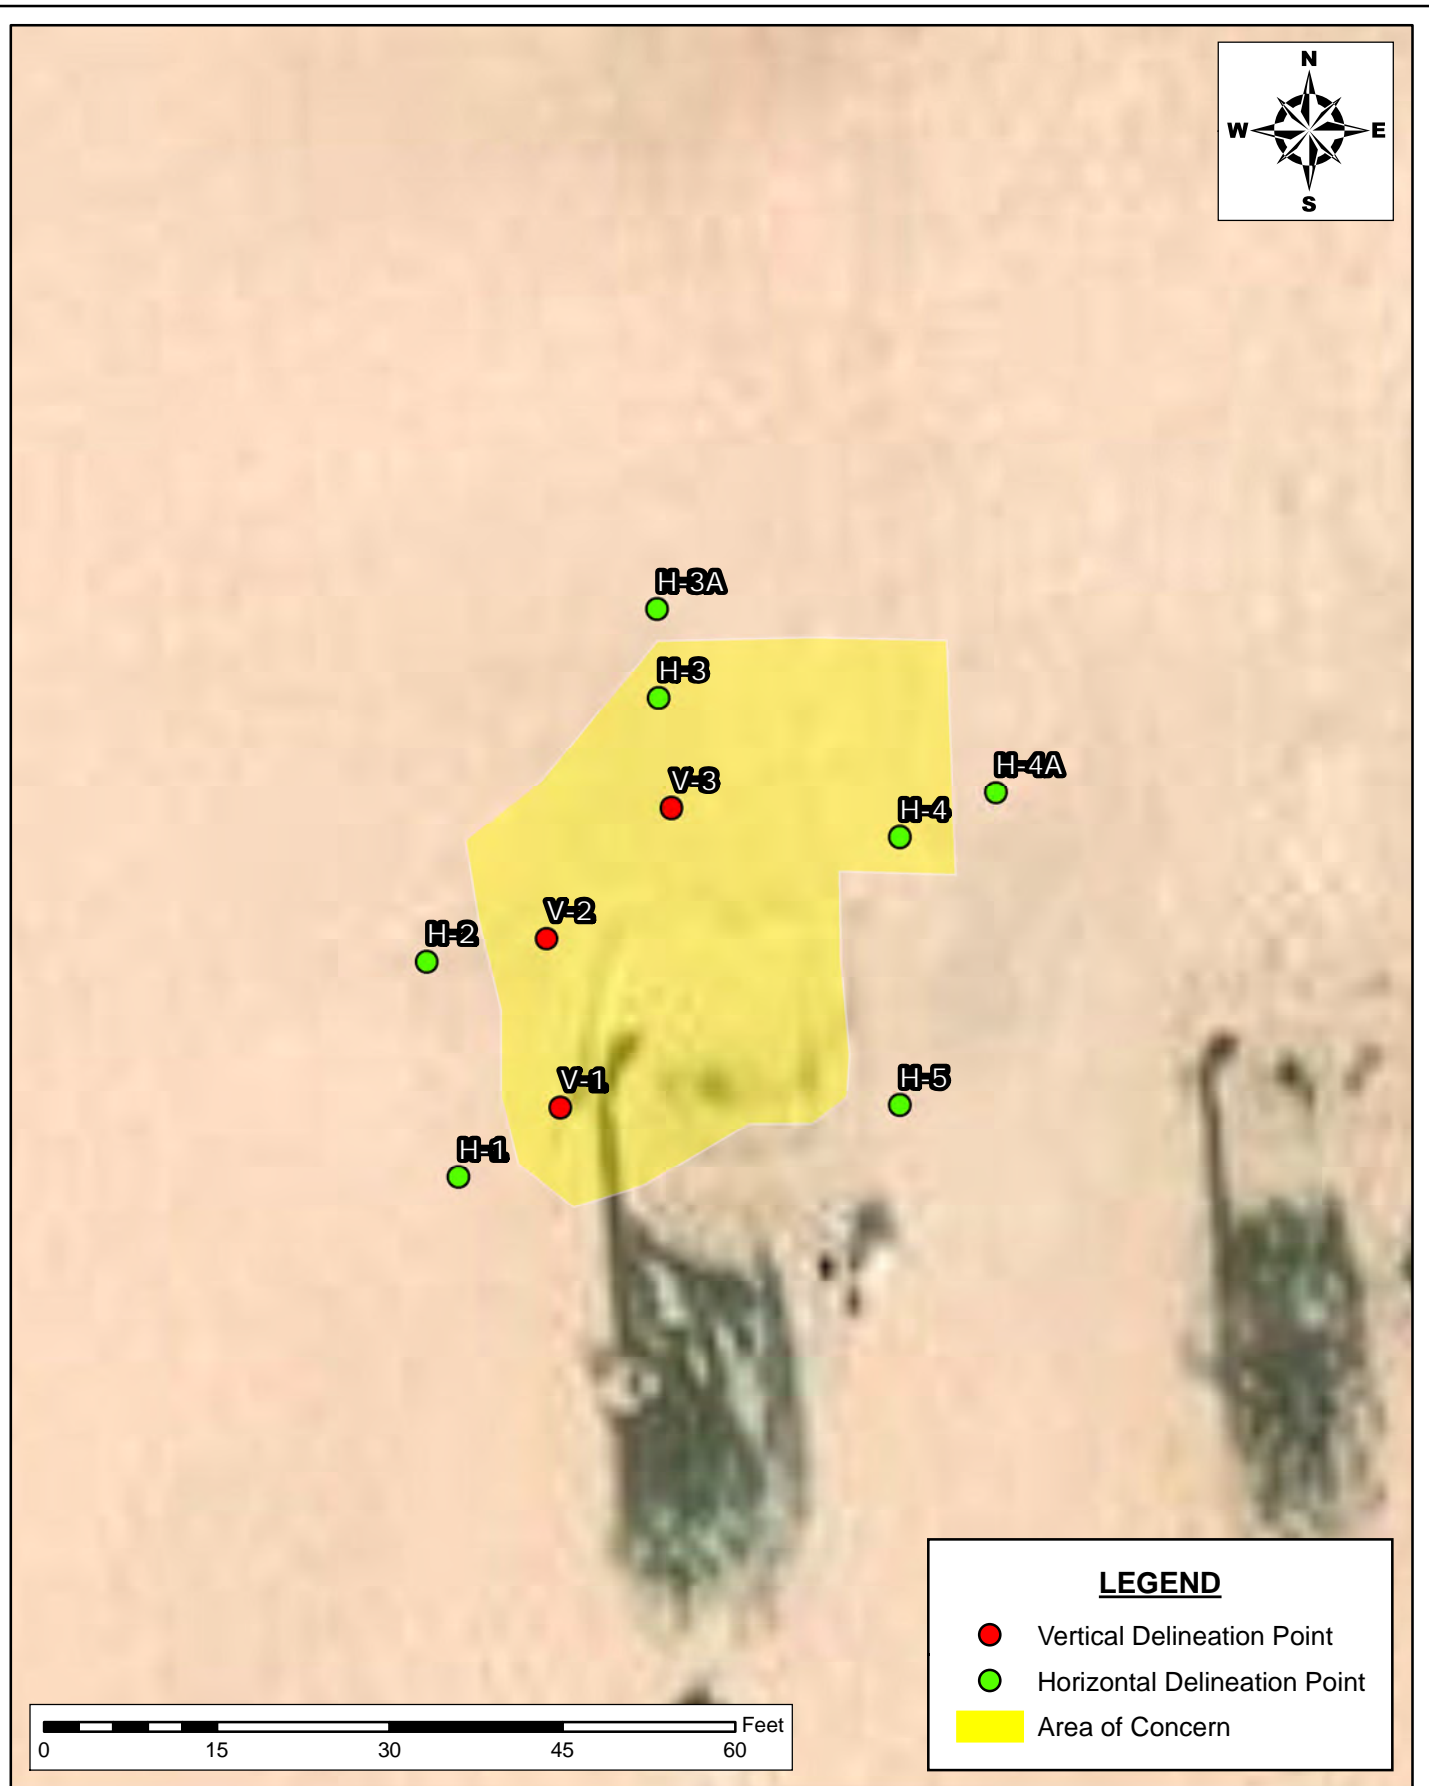 N
W E
S
H-3A
H-3
V-3
H-4A
H-4
V-2
H-2
V-1
H-5
H-1
LEGEND
Vertical Delineation Point
Horizontal Delineation Point
Area of Concern
Feet
0 15 30 45 60